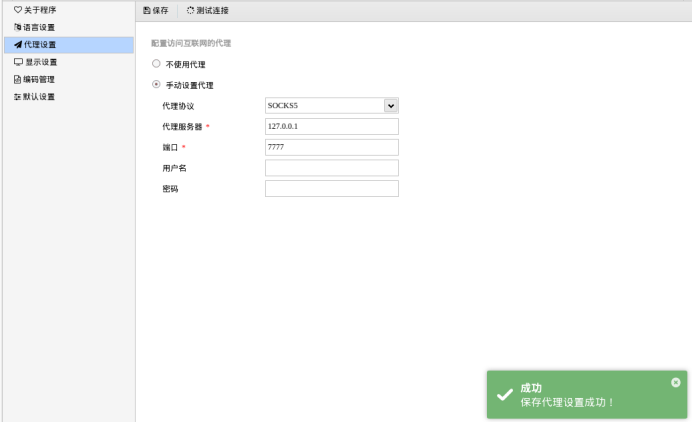 关于程序
语言设置
代理设置
显示设置
编码管理
默认设置
保存 测试连接
配置访问互联网的代理
不使用代理
手动设置代理
代理协议 SOCKS5
代理服务器 * 127.0.0.1
端口 * 7777
用户名
密码
成功
保存代理设置成功！